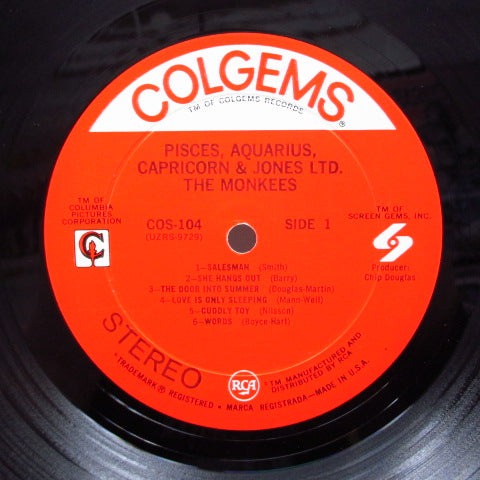 COLGEMS®
TM OF COLGEMS RECORDS
PISCES, AQUARIUS,
CAPRICORN & JONES LTD.
THE MONKEES
TM OF
COLUMBIA
PICTURES
CORPORATION
TM OF
SCREEN GEMS, INC.
COS-104
(UZRS-9729)
SIDE 1
C
S
Producer:
Chip Douglas
1—SALESMAN (Smith)
2—SHE HANGS OUT (Barry)
3—THE DOOR INTO SUMMER (Douglas-Martin)
4—LOVE IS ONLY SLEEPING (Mann-Weil)
5—CUDDLY TOY (Nilsson)
6—WORDS (Boyce-Hart)
STEREO
RCA
TM MANUFACTURED AND
DISTRIBUTED BY RCA
TRADEMARK® REGISTERED • MARCA REGISTRADA—MADE IN U.S.A.